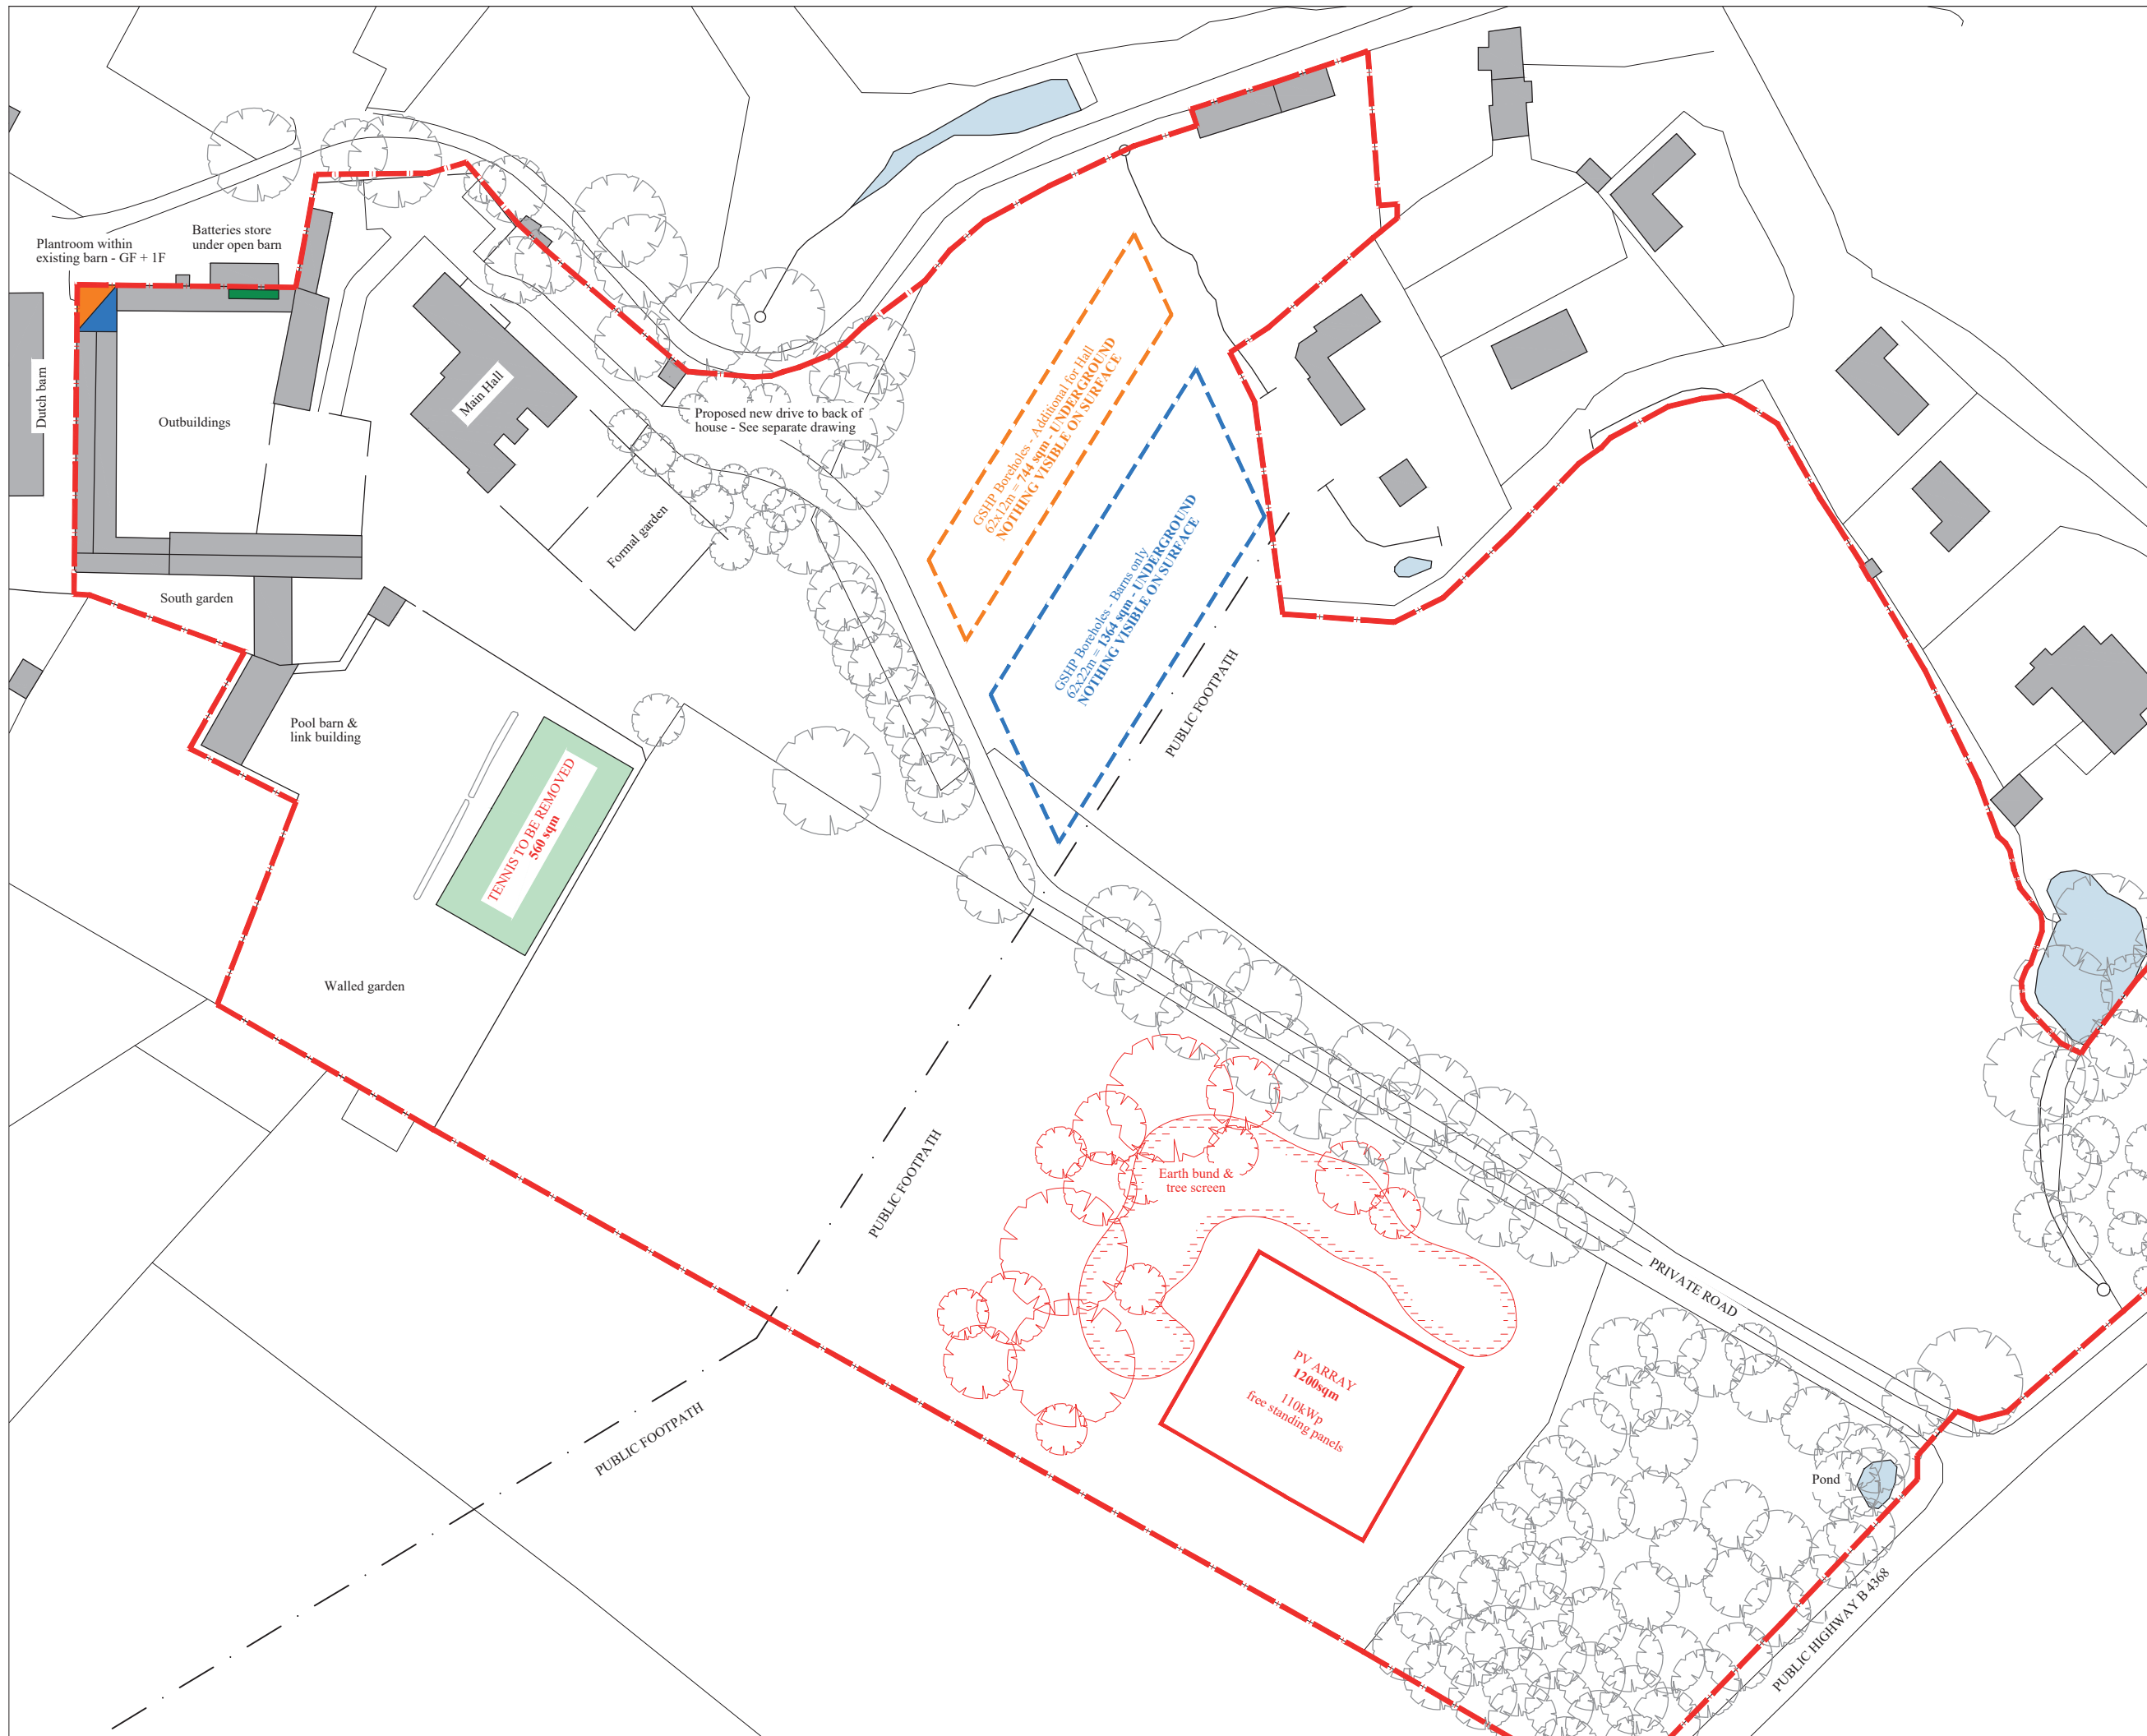 Plantroom within
existing barn - GF + 1F
Batteries store
under open barn
Dutch barn
Outbuildings
Main Hall
Proposed new drive to back of
house - See separate drawing
GSHP Boreholes - Additional for Hall
62x12m = 744 sqm - UNDERGROUND
NOTHING VISIBLE ON SURFACE
GSHP Boreholes - Barns only
62x22m = 1364 sqm - UNDERGROUND
NOTHING VISIBLE ON SURFACE
Formal garden
South garden
PUBLIC FOOTPATH
Pool barn &
link building
TENNIS TO BE REMOVED
560 sqm
Walled garden
PUBLIC FOOTPATH
Earth bund &
tree screen
PRIVATE ROAD
PV ARRAY
1200sqm
110kWp
free standing panels
PUBLIC FOOTPATH
Pond
PUBLIC HIGHWAY B 4368